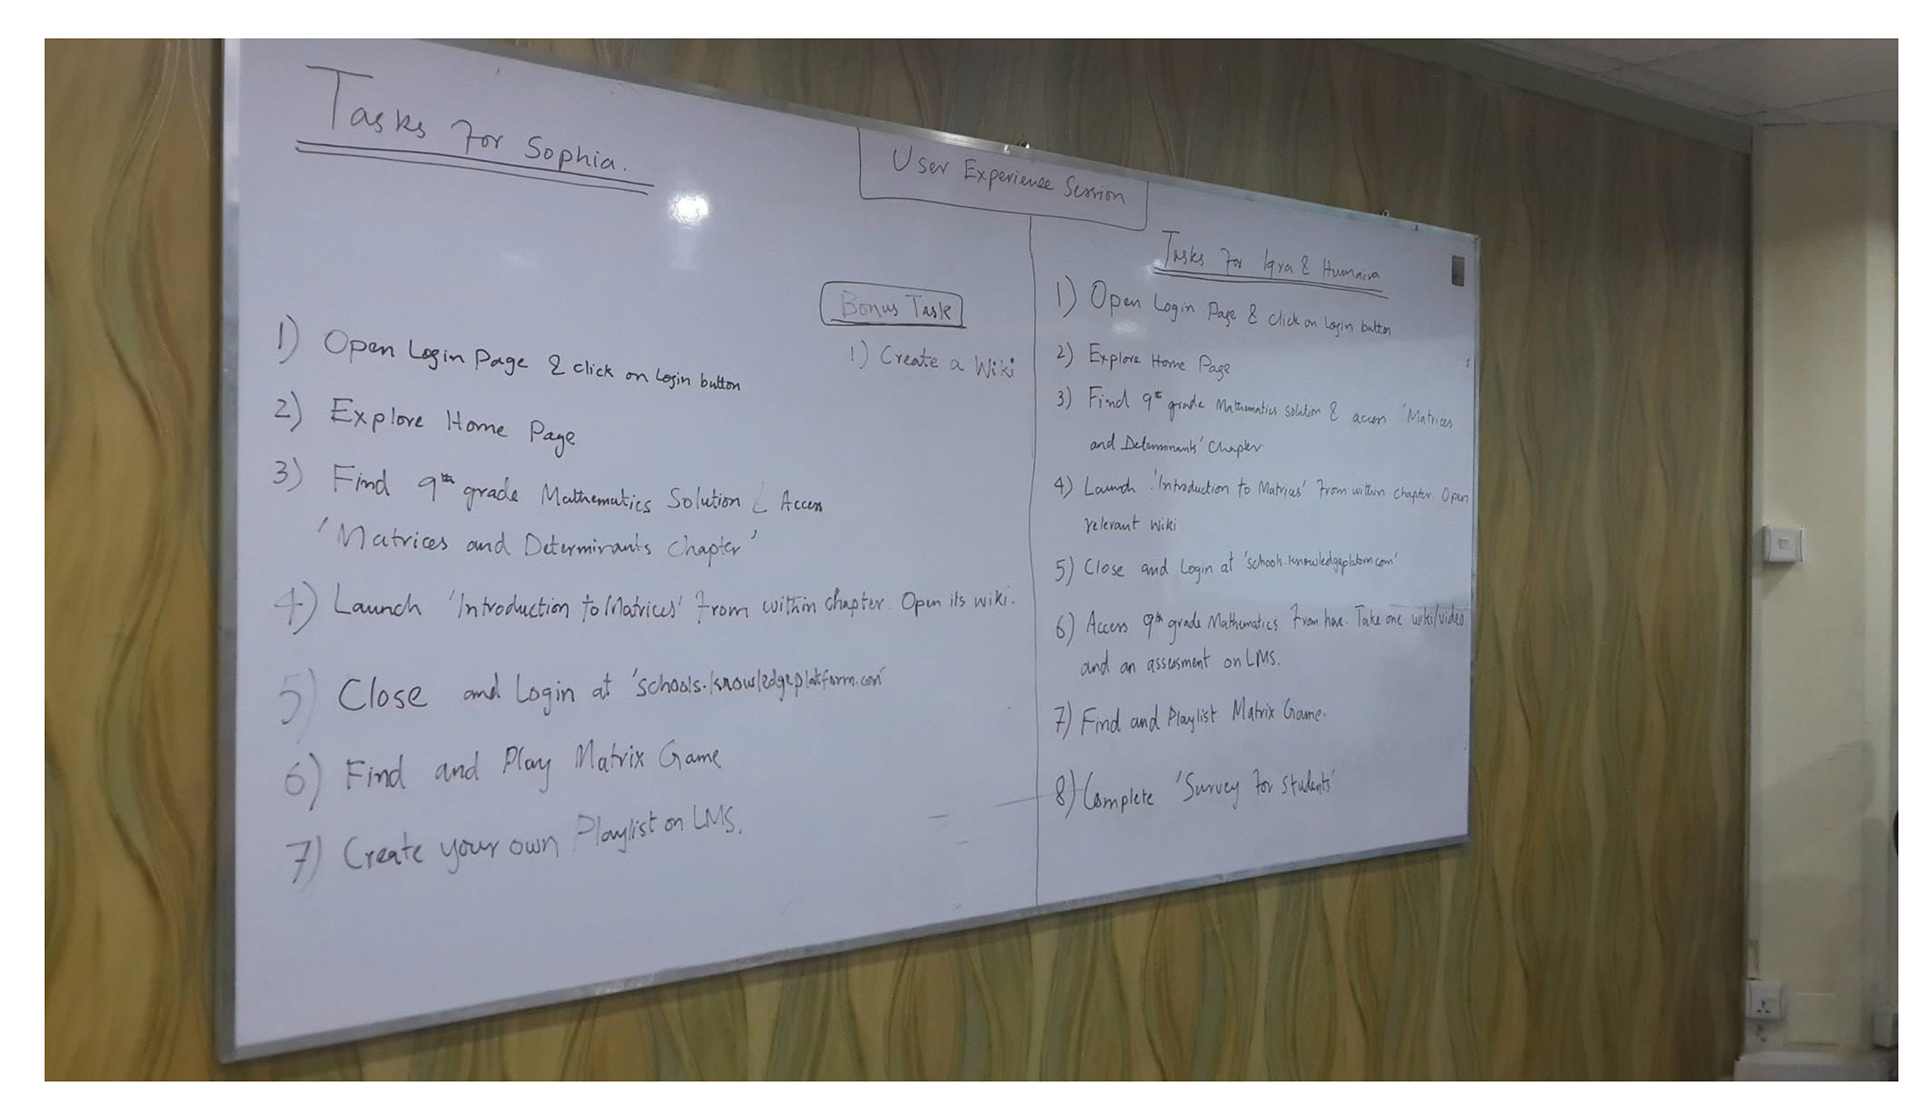 User Experience Session
Tasks For Sophia.
1) Open Login Page & click on Login button
2) Explore Home Page
3) Find 9th grade Mathematics Solution & Access
'Matrices and Determinants Chapter'
4) Launch 'Introduction to Matrices' From within chapter. Open its wiki.
5) Close and Login at 'schools.knowledgeplatform.com'
6) Find and Play Matrix Game
7) Create your own Playlist on LMS.
Bonus Task
1) Create a Wiki
Tasks For Iqra & Humaira
1) Open Login Page & click on Login button
2) Explore Home Page
3) Find 9th grade Mathematics solution & access 'Matrices
and Determinants' Chapter.
4) Launch 'Introduction to Matrices' From within chapter. Open
relevant wiki
5) Close and Login at 'schools.knowledgeplatform.com'
6) Access 9th grade Mathematics From here. Take one wiki/video
and an assessment on LMS.
7) Find and Playlist Matrix Game.
8) Complete 'Survey For Students'